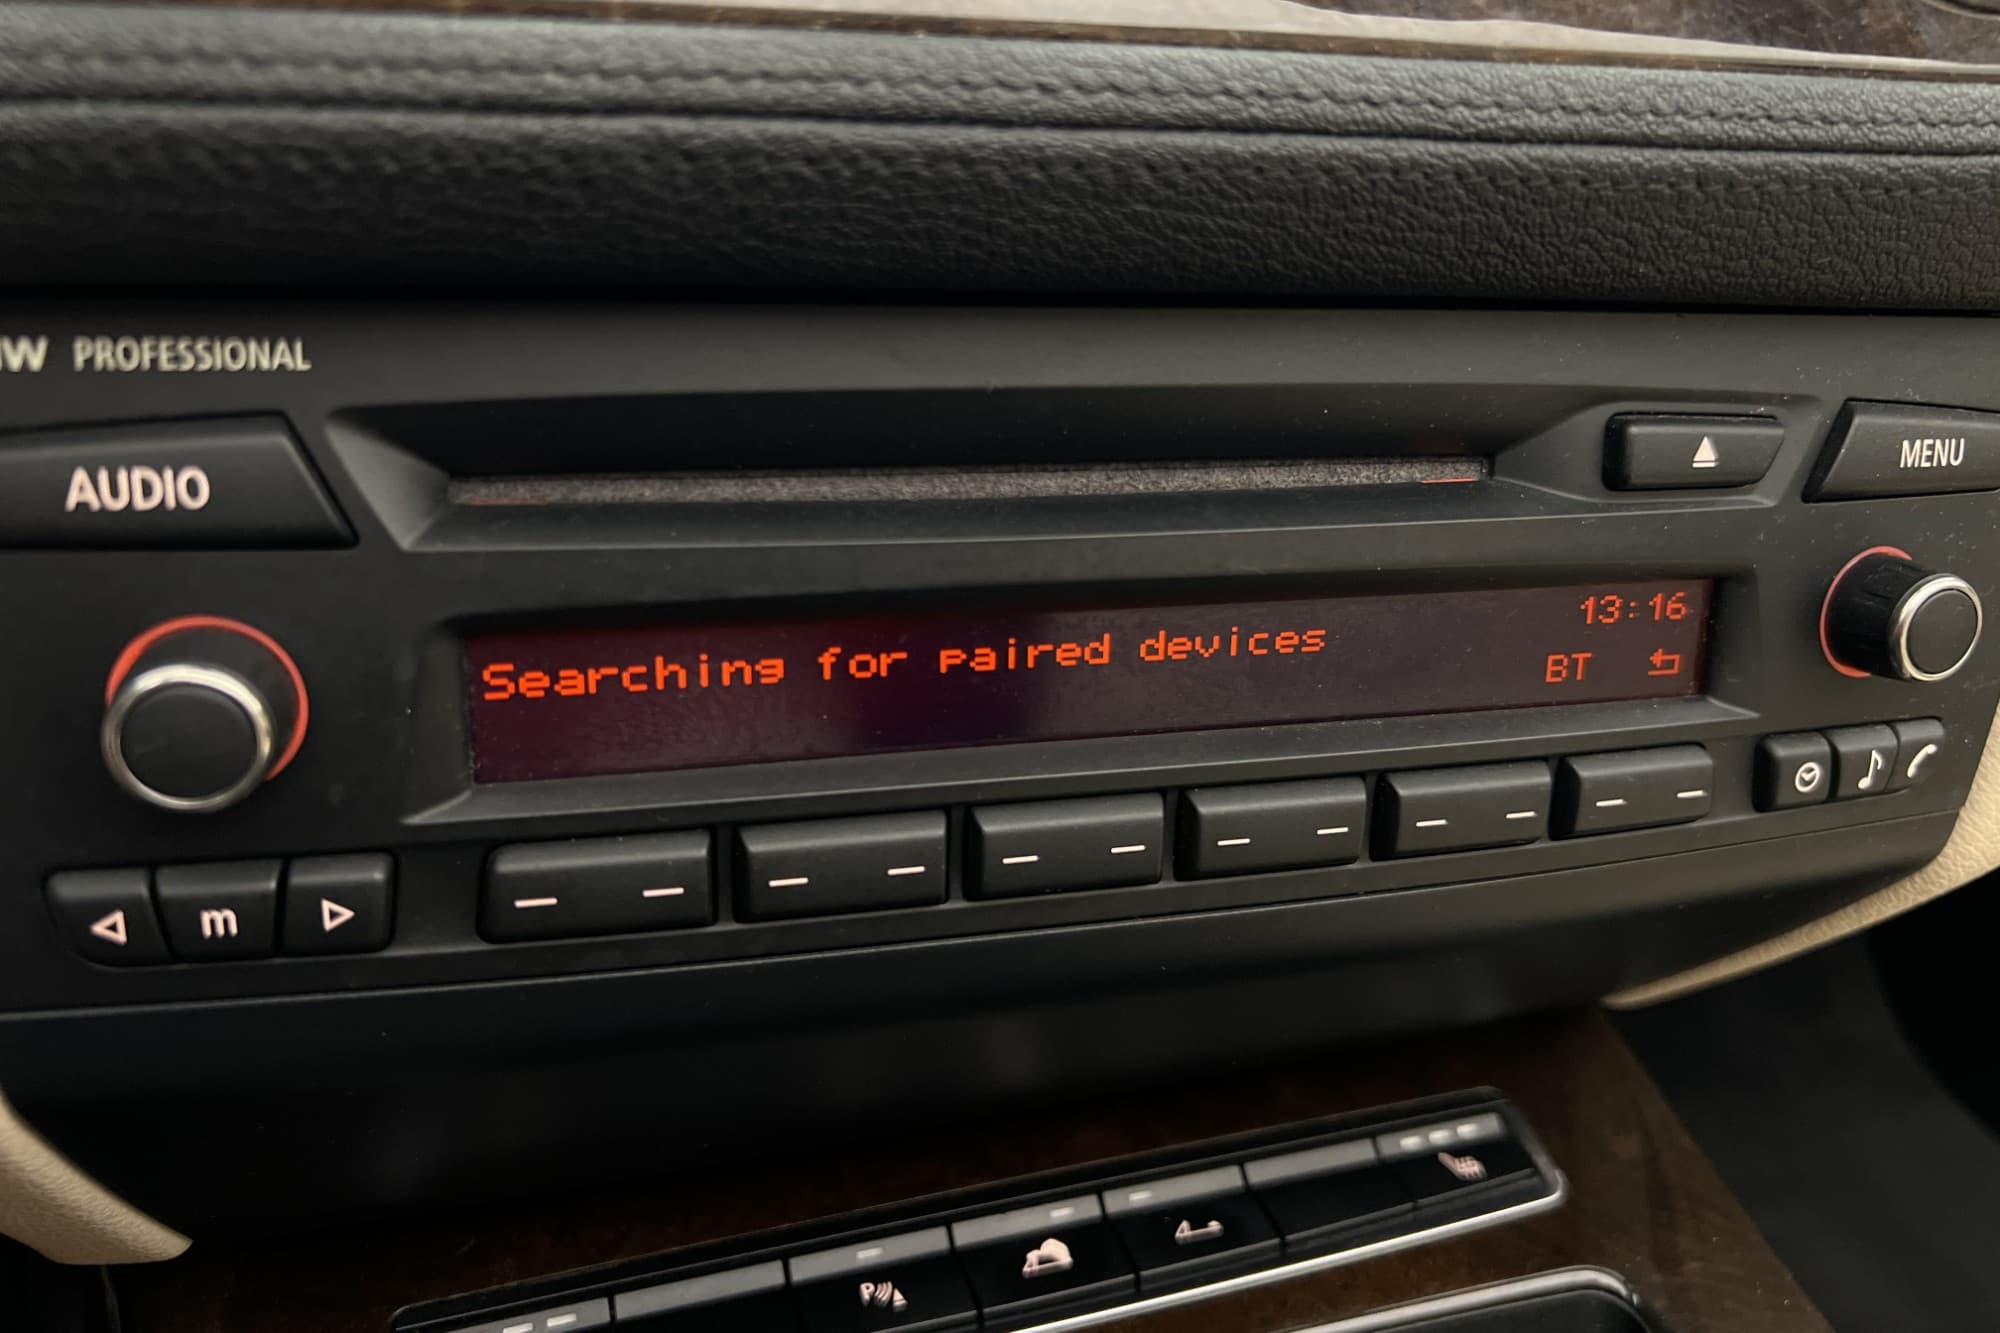 PROFESSIONAL
AUDIO
MENU
13:16
Searching for paired devices
BT
m
P